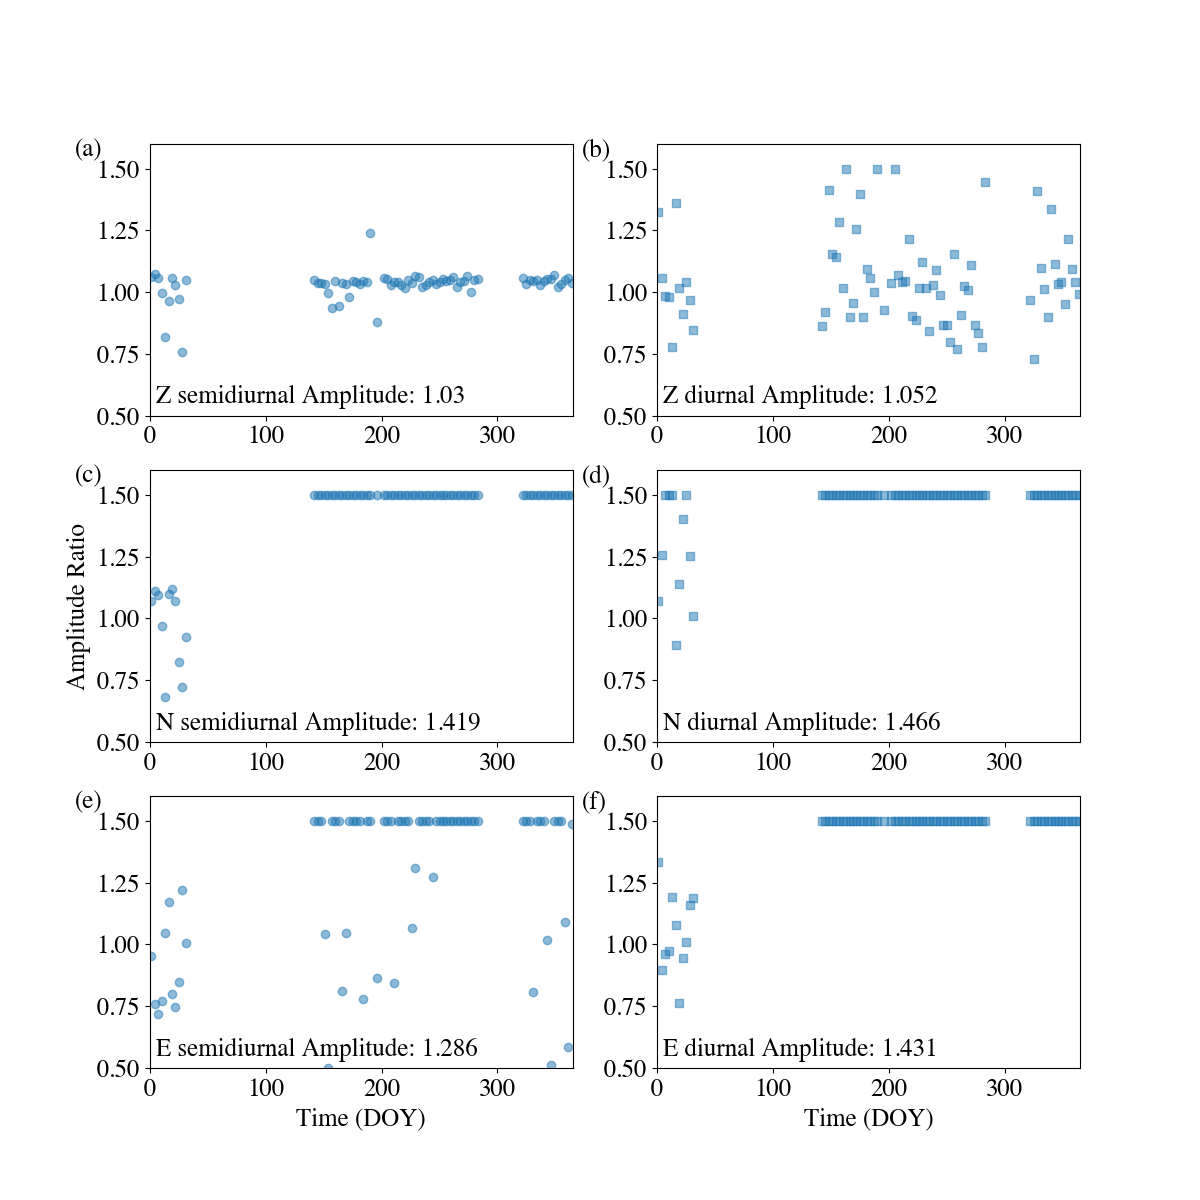 (a)
1.50
1.25
1.00
0.75
0.50
Z semidiurnal Amplitude: 1.03
0 100 200 300
(b)
1.50
1.25
1.00
0.75
0.50
Z diurnal Amplitude: 1.052
0 100 200 300
(c)
1.50
1.25
1.00
0.75
0.50
Amplitude Ratio
N semidiurnal Amplitude: 1.419
0 100 200 300
(d)
1.50
1.25
1.00
0.75
0.50
N diurnal Amplitude: 1.466
0 100 200 300
(e)
1.50
1.25
1.00
0.75
0.50
E semidiurnal Amplitude: 1.286
0 100 200 300
Time (DOY)
(f)
1.50
1.25
1.00
0.75
0.50
E diurnal Amplitude: 1.431
0 100 200 300
Time (DOY)